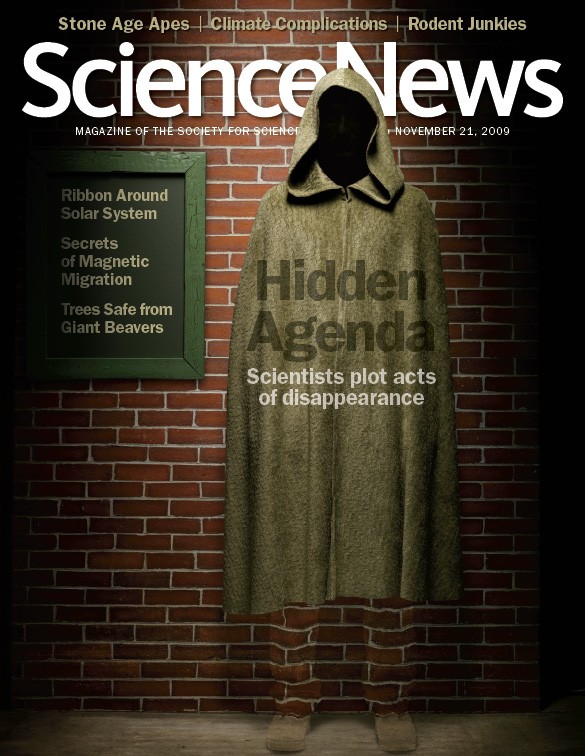 Stone Age Apes | Climate Complications | Rodent Junkies
ScienceNews
MAGAZINE OF THE SOCIETY FOR SCIENC NOVEMBER 21, 2009
Ribbon Around
Solar System
Secrets
of Magnetic
Migration
Trees Safe from
Giant Beavers
Hidden
Agenda
Scientists plot acts
of disappearance